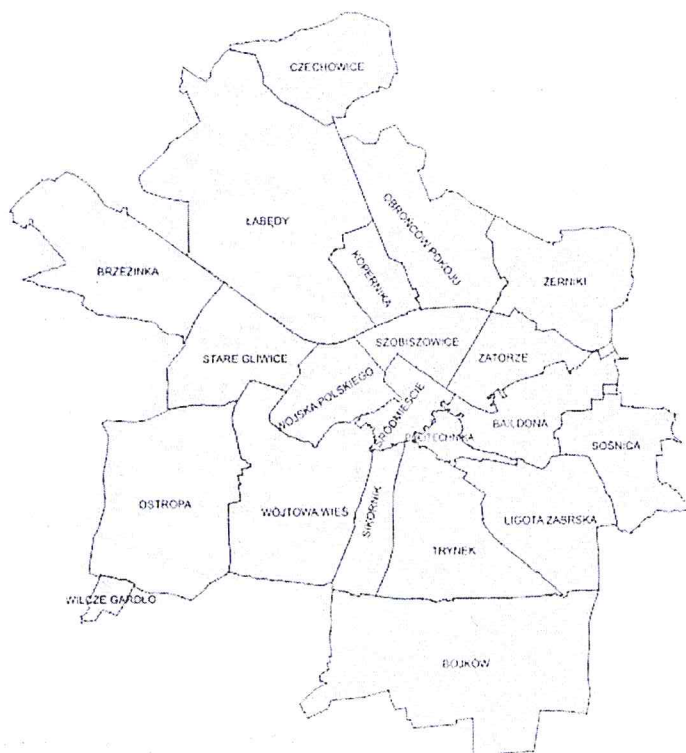 CZECHOWICE
ŁABĘDY
OBROŃCÓW POKOJU
KOPERNIKA
BRZEZINKA
ŻERNIKI
SZOBISZOWICE
STARE GLIWICE
ZATORZE
WOJSKA POLSKIEGO
ŚRÓDMIEŚCIE
POLITECHNIKA
BAILDONA
SOŚNICA
OSTROPA
WÓJTOWA WIEŚ
SIKORNIK
TRYNEK
LIGOTA ZABRSKA
WILCZE GARDŁO
BOJKÓW